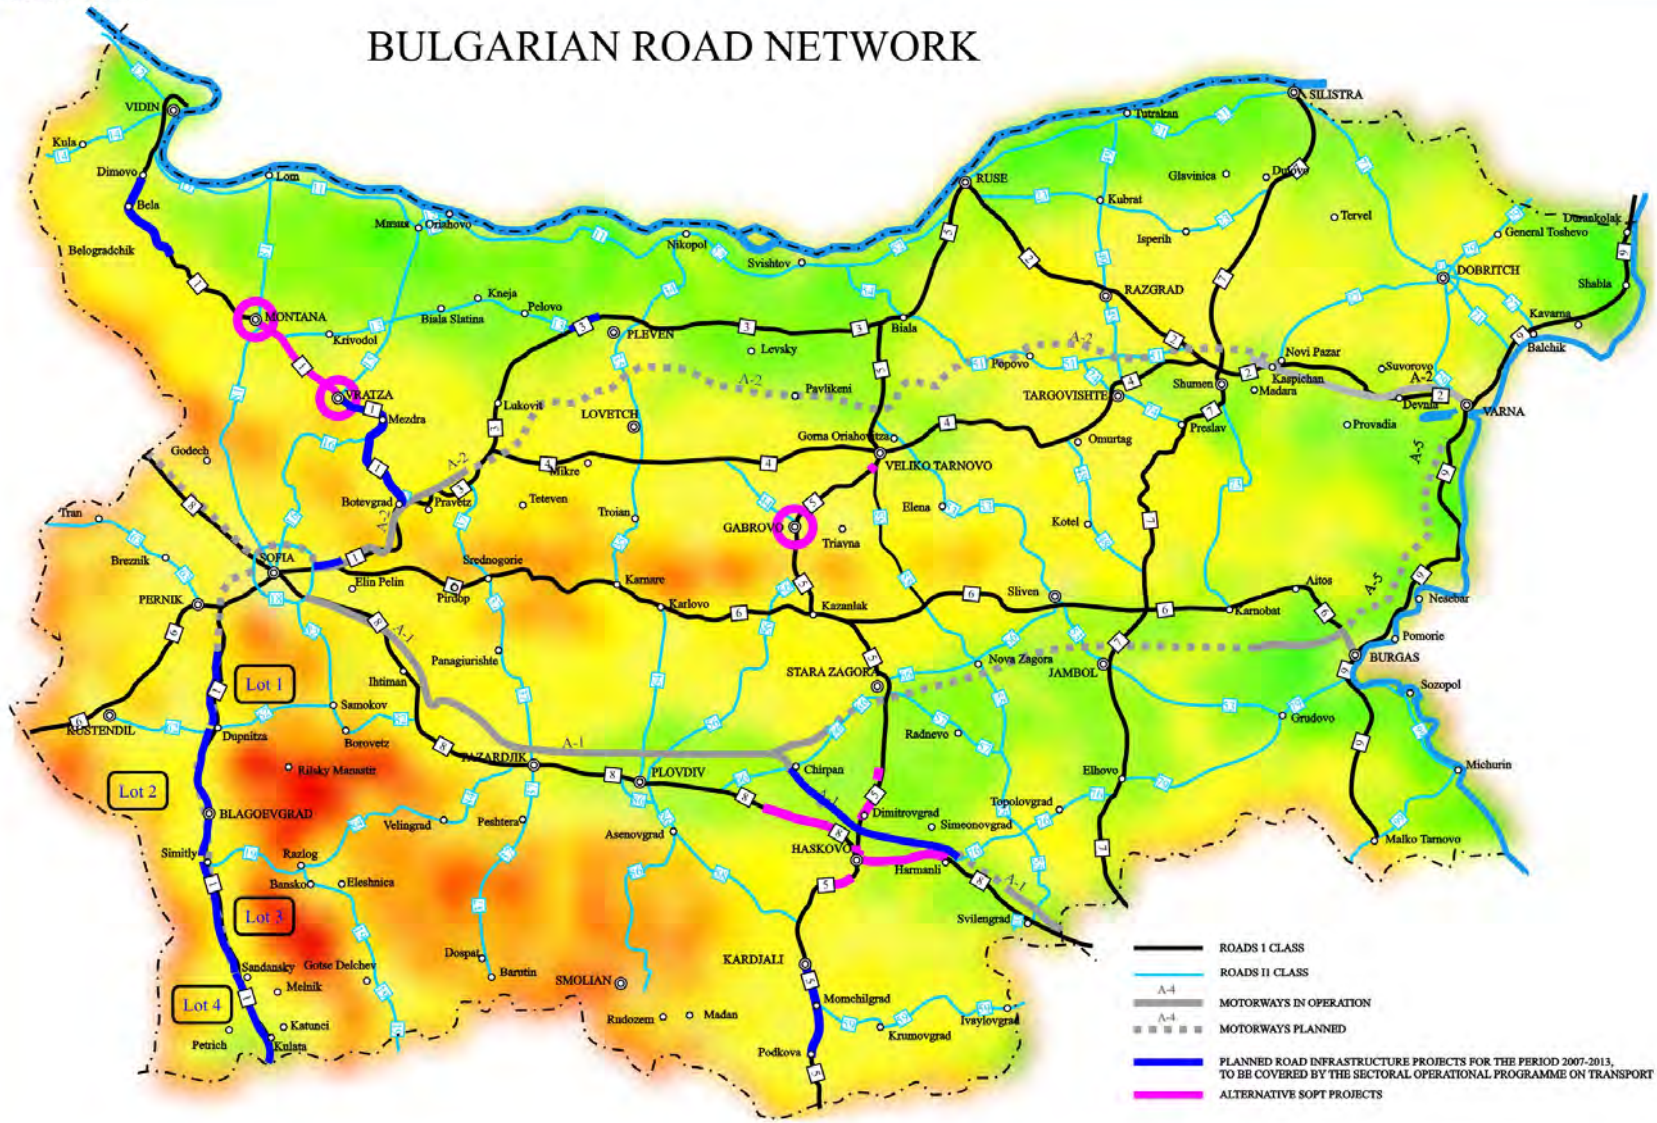 BULGARIAN ROAD NETWORK
VIDIN
SILISTRA
Tutrakan
Kula
Dimovo
Lom
RUSE
Glavinica
Dulovo
Bela
Kubrat
Tervel
Oriahovo
Nikopol
Isperih
General Toshevo
Durankolak
Belogradchik
Svishtov
DOBRITCH
Shabla
Kneja
RAZGRAD
MONTANA
Biala Slatina
Pelovo
Biala
Kavarna
Krivodol
PLEVEN
Levsky
Popovo
A-2
Novi Pazar
Balchik
Suvorovo
Kaspichan
A-2
A-2
Pavlikeni
Shumen
Madara
VRATZA
Mezdra
Lukovit
LOVETCH
TARGOVISHTE
Devnia
VARNA
Preslav
Provadia
Gorna Oriahovitza
Omurtag
A-5
Godech
A-2
Mikre
VELIKO TARNOVO
Botevgrad
Pravetz
Teteven
Elena
Tran
A-2
Troian
GABROVO
Triavna
Kotel
Breznik
SOFIA
Srednogorie
Elin Pelin
Pirdop
Karnare
Sliven
Aitos
A-5
Nesebar
PERNIK
Karlovo
Kazanlak
Karnobat
A-1
Pomorie
Panagiurishte
Nova Zagora
BURGAS
Ihtiman
STARA ZAGORA
JAMBOL
Lot 1
Sozopol
Samokov
Grudovo
KUSTENDIL
Dupnitza
Borovetz
A-1
Radnevo
PAZARDJIK
Rilsky Manastir
PLOVDIV
Chirpan
Elhovo
Michurin
Lot 2
A-1
BLAGOEVGRAD
Velingrad
Peshtera
Asenovgrad
Dimitrovgrad
Topolovgrad
Simeonovgrad
Malko Tarnovo
Simitly
Razlog
HASKOVO
Harmanli
Bansko
Eleshnica
A-1
Lot 3
Svilengrad
Dospat
KARDJALI
Sandansky
Gotse Delchev
Barutin
SMOLIAN
Melnik
Lot 4
Momchilgrad
Ivaylovgrad
Rudozem
Madan
Katunci
Krumovgrad
Petrich
Kulata
Podkova
ROADS I CLASS
ROADS II CLASS
A-4
MOTORWAYS IN OPERATION
A-4
MOTORWAYS PLANNED
PLANNED ROAD INFRASTRUCTURE PROJECTS FOR THE PERIOD 2007-2013,
TO BE COVERED BY THE SECTORAL OPERATIONAL PROGRAMME ON TRANSPORT
ALTERNATIVE SOPT PROJECTS